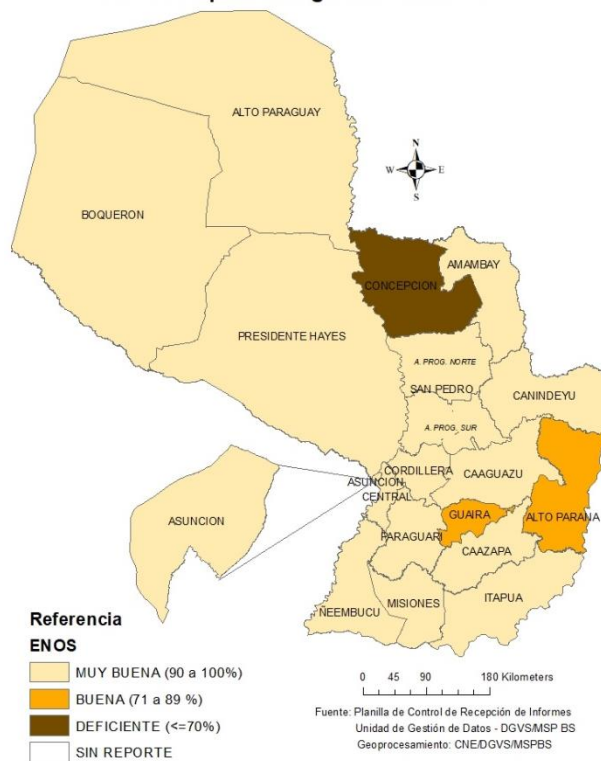 ALTO PARAGUAY
BOQUERON
N
W E
S
CONCEPCION
AMAMBAY
PRESIDENTE HAYES
A. PROG. NORTE
SAN PEDRO
CANINDEYU
A. PROG. SUR
CORDILLERA
CAAGUAZU
ASUNCION
CENTRAL
ASUNCION
GUAIRA
ALTO PARANA
PARAGUARI
CAAZAPA
ÑEEMBUCU
MISIONES
ITAPUA
Referencia
ENOS
MUY BUENA (90 a 100%)
BUENA (71 a 89 %)
DEFICIENTE (<=70%)
SIN REPORTE
0 45 90 180 Kilometers
Fuente: Planilla de Control de Recepción de Informes
Unidad de Gestión de Datos - DGVS/MSP BS
Geoprocesamiento: CNE/DGVS/MSPBS